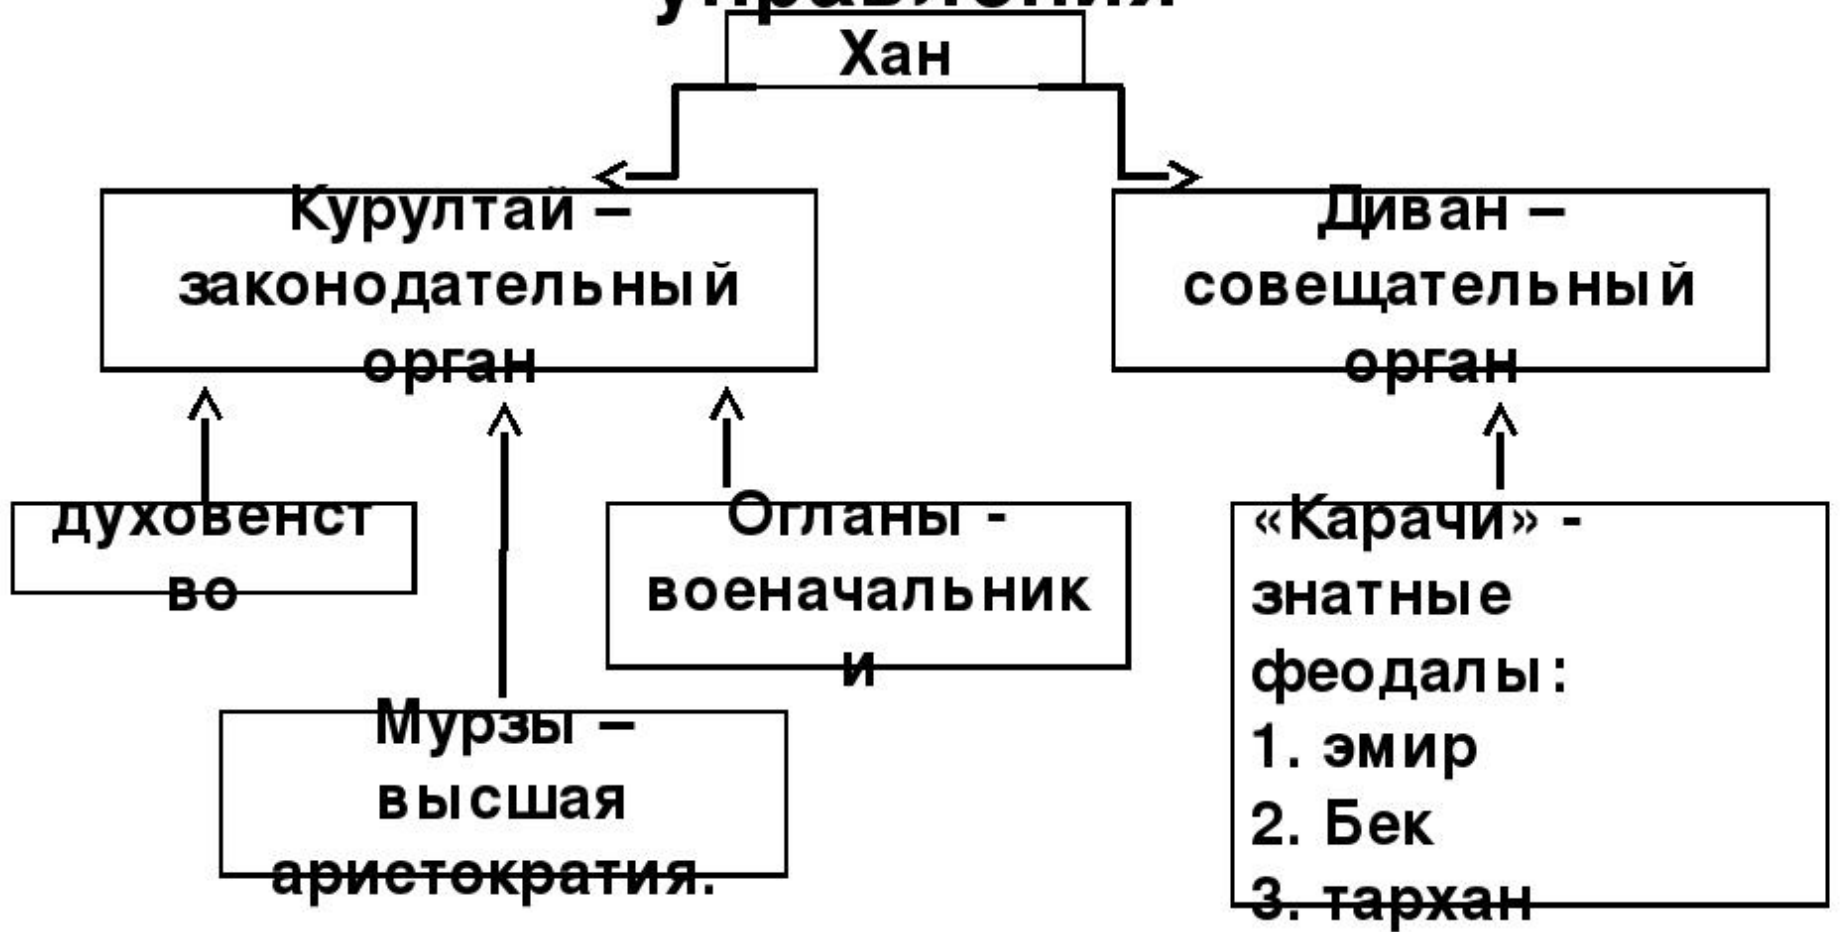 управления
Хан
Курултай –
законодательный
орган
Диван –
совещательный
орган
духовенст
во
Огланы -
военачальник
и
Мурзы –
высшая
аристократия.
«Карачи» -
знатные
феодалы:
1. эмир
2. Бек
3. тархан